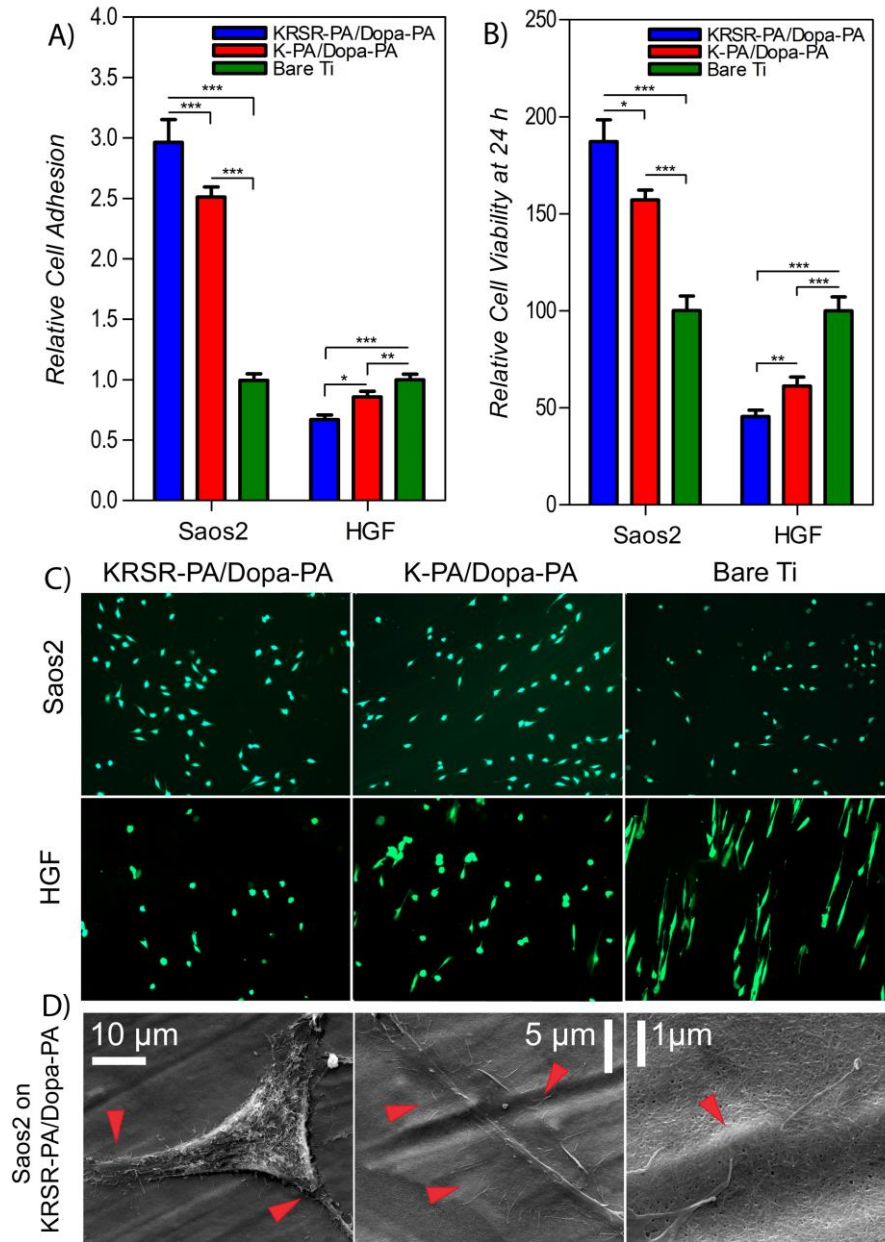 A)
KRSR-PA/Dopa-PA
K-PA/Dopa-PA
Bare Ti
Relative Cell Adhesion
4.0
3.5
3.0
2.5
2.0
1.5
1.0
0.5
0.0
***
***
***
***
*
**
Saos2
HGF
B)
KRSR-PA/Dopa-PA
K-PA/Dopa-PA
Bare Ti
Relative Cell Viability at 24 h
250
200
150
100
50
0
***
*
***
***
***
**
Saos2
HGF
C)
KRSR-PA/Dopa-PA
K-PA/Dopa-PA
Bare Ti
Saos2
HGF
D)
Saos2 on
KRSR-PA/Dopa-PA
10 µm
5 µm
1µm